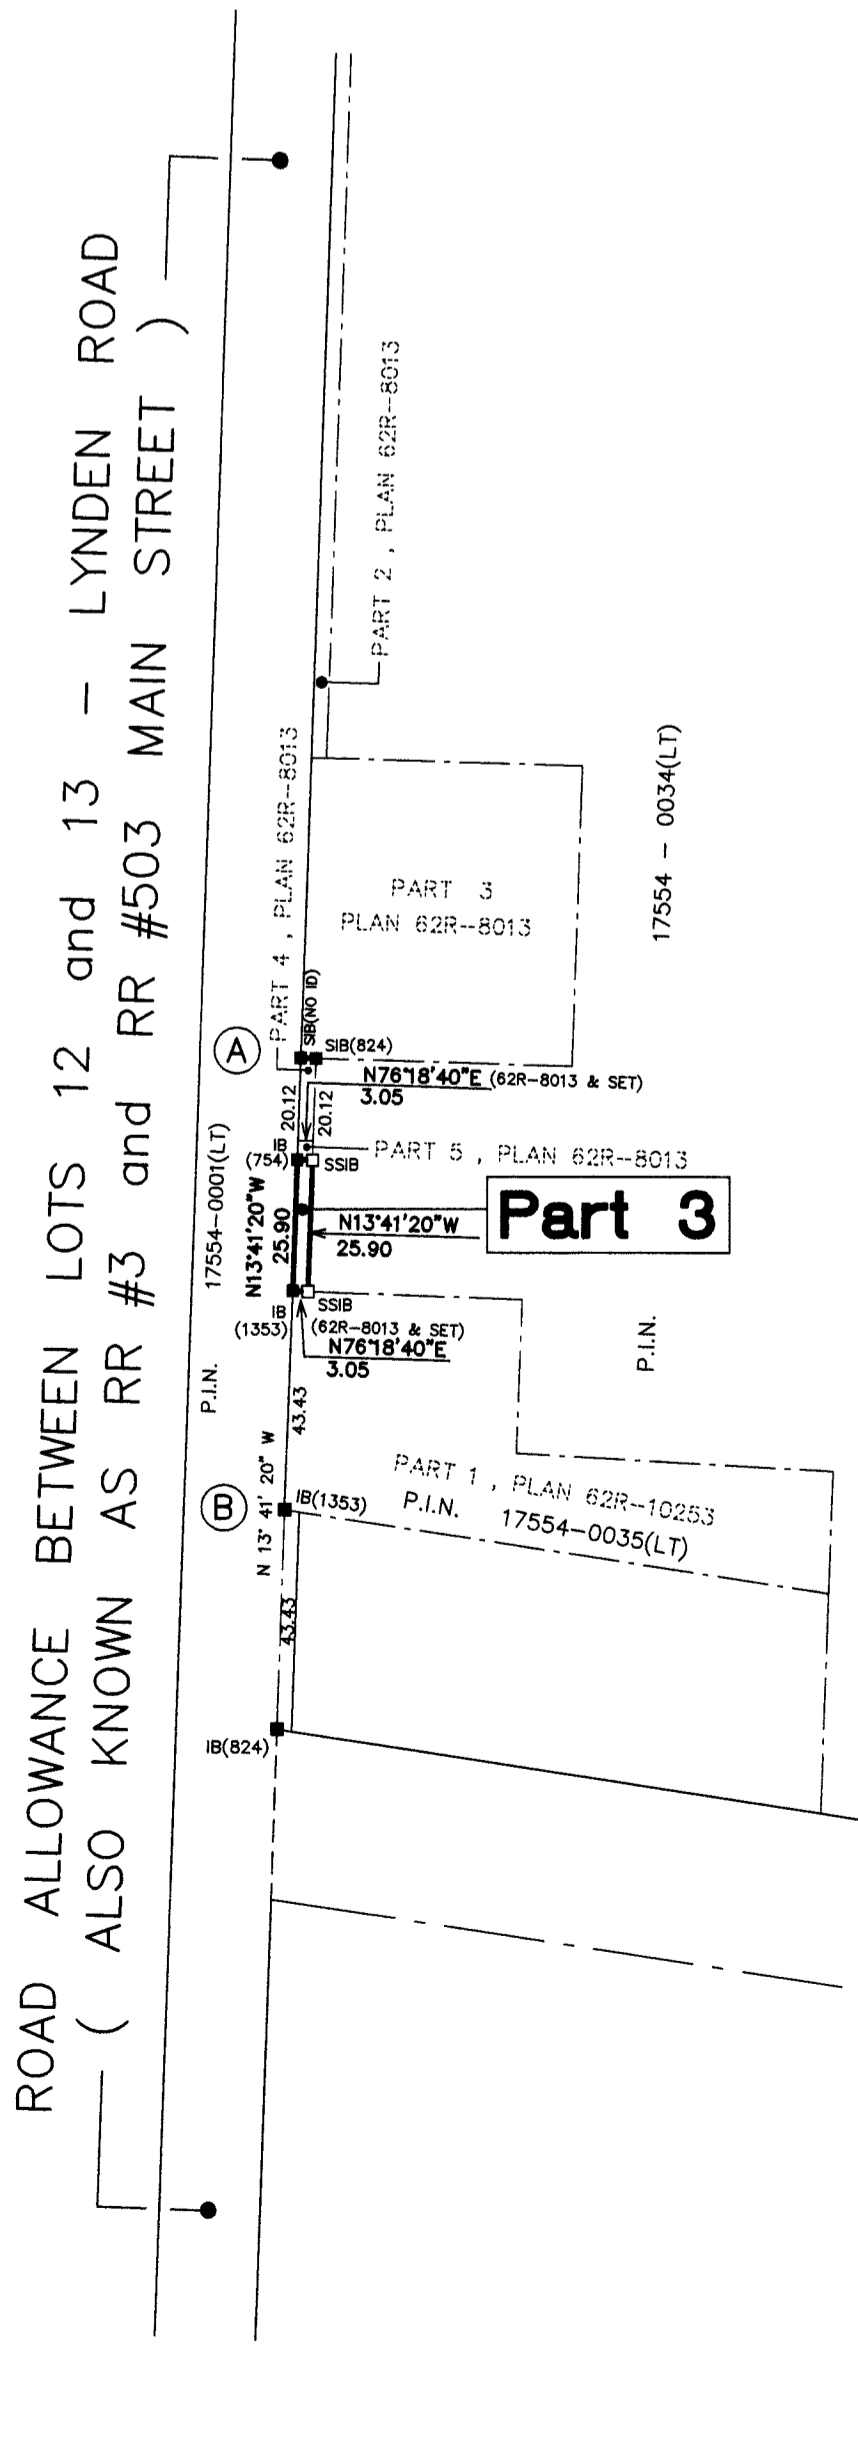 ROAD ALLOWANCE BETWEEN LOTS 12 and 13 - LYNDEN ROAD
( ALSO KNOWN AS RR #3 and RR #503 MAIN STREET )
PART 2 , PLAN 62R--8013
PART 4 , PLAN 62R--8013
PART 3
PLAN 62R--8013
17554 - 0034(LT)
P.I.N.
A
SIB(NO ID)
SIB(824)
N76°18'40"E (62R-8013 & SET)
3.05
20.12
20.12
IB
(754)
SSIB
PART 5 , PLAN 62R--8013
P.I.N. 17554-0001(LT)
N13°41'20"W
25.90
N13°41'20"W
25.90
Part 3
IB
(1353)
SSIB
(62R-8013 & SET)
N76°18'40"E
3.05
43.43
N 13° 41' 20" W
B
IB(1353)
PART 1 , PLAN 62R--10253
P.I.N. 17554-0035(LT)
43.43
IB(824)